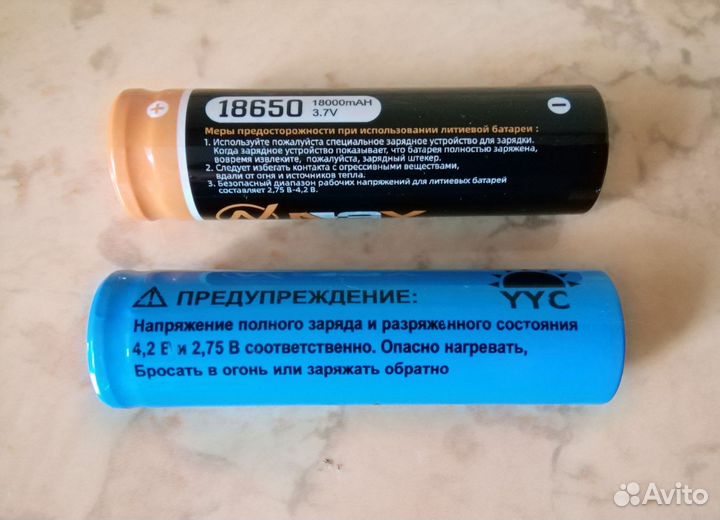 +
18650 18000mAH
3.7V
Меры предосторожности при использовании литиевой батареи :
1. Используйте пожалуйста специальное зарядное устройство для зарядки.
Когда зарядное устройство показывает, что батарея полностью заряжена,
вовремя извлеките, пожалуйста, зарядный штекер.
2. Следует избегать контакта с огрессивными веществами,
вдали от огня и источников тепла.
3. Безопасный диапазон рабочих напряжений для литиевых батарей
составляет 2,75 В-4,2 В.
⚠ ПРЕДУПРЕЖДЕНИЕ:
YYC
Напряжение полного заряда и разряженного состояния
4,2 В и 2,75 В соответственно. Опасно нагревать,
Бросать в огонь или заряжать обратно
Avito